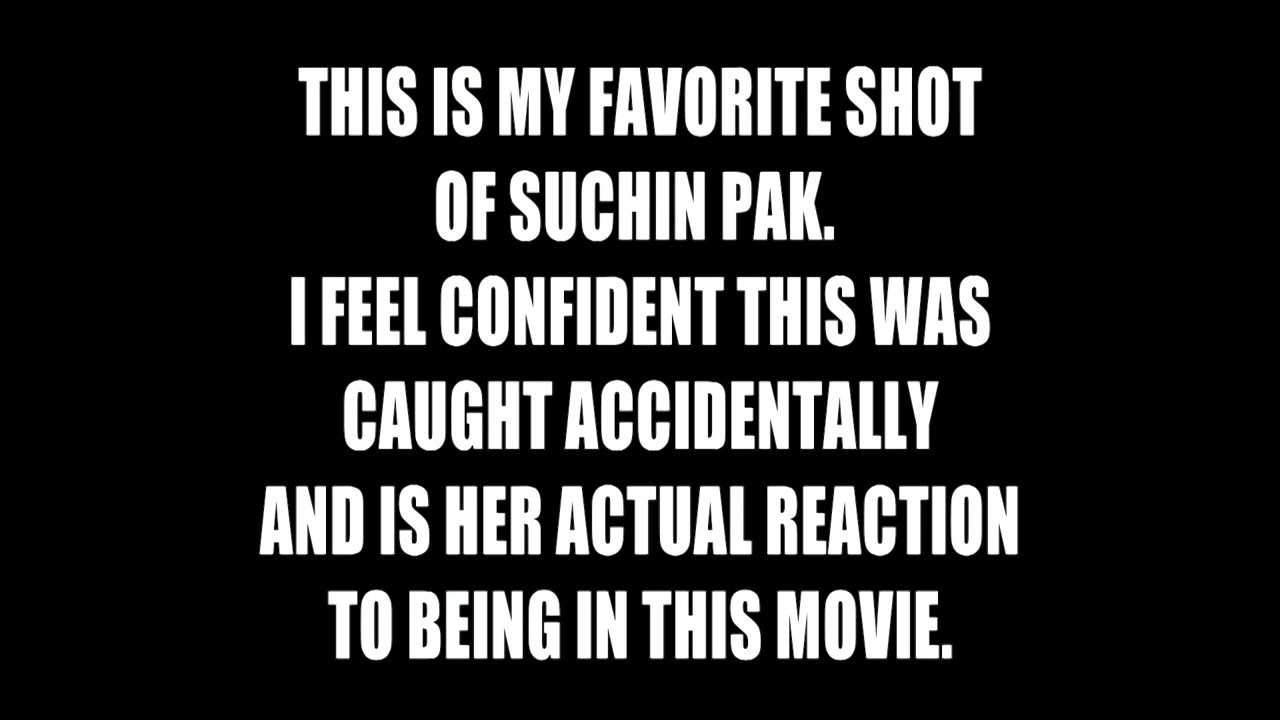 THIS IS MY FAVORITE SHOT
OF SUCHIN PAK.
I FEEL CONFIDENT THIS WAS
CAUGHT ACCIDENTALLY
AND IS HER ACTUAL REACTION
TO BEING IN THIS MOVIE.